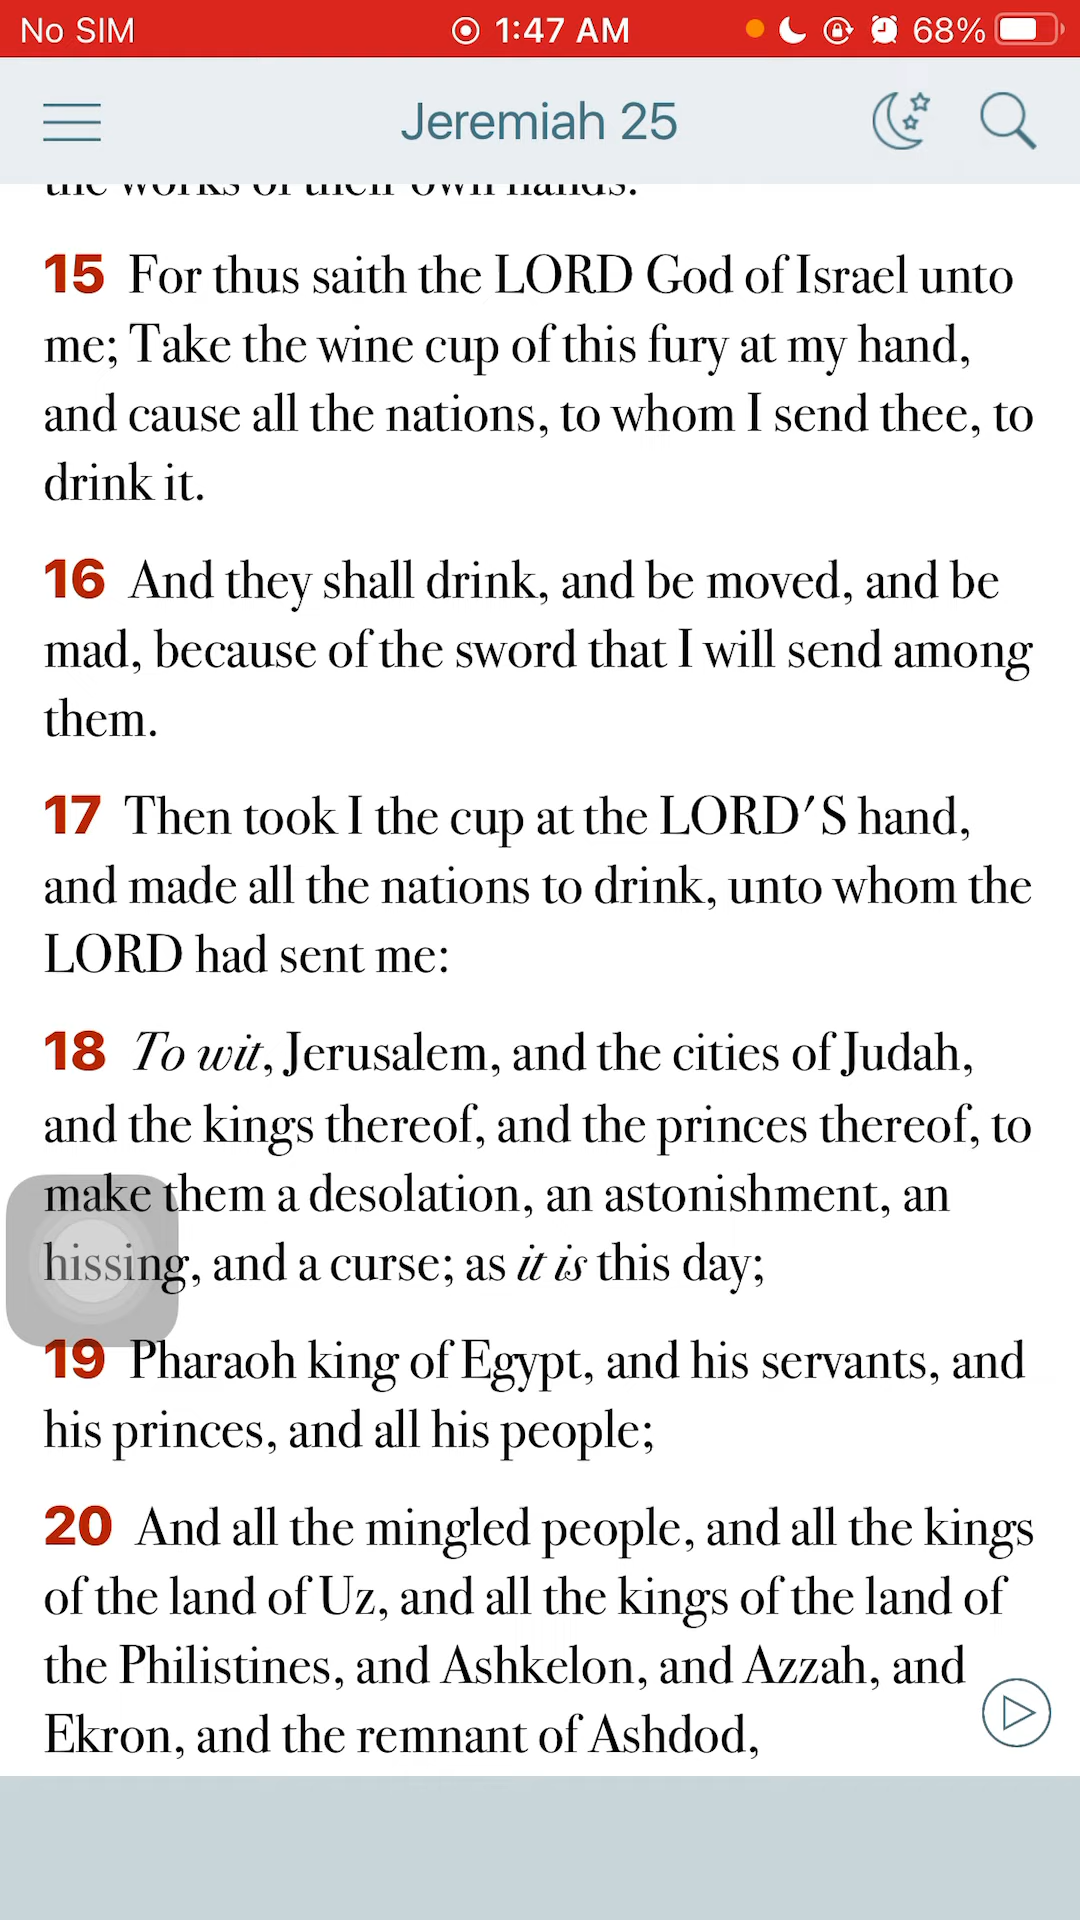 No SIM
1:47 AM
68%
Jeremiah 25
the works of their own hands.
15 For thus saith the LORD God of Israel unto
me; Take the wine cup of this fury at my hand,
and cause all the nations, to whom I send thee, to
drink it.
16 And they shall drink, and be moved, and be
mad, because of the sword that I will send among
them.
17 Then took I the cup at the LORD'S hand,
and made all the nations to drink, unto whom the
LORD had sent me:
18 To wit, Jerusalem, and the cities of Judah,
and the kings thereof, and the princes thereof, to
make them a desolation, an astonishment, an
hissing, and a curse; as it is this day;
19 Pharaoh king of Egypt, and his servants, and
his princes, and all his people;
20 And all the mingled people, and all the kings
of the land of Uz, and all the kings of the land of
the Philistines, and Ashkelon, and Azzah, and
Ekron, and the remnant of Ashdod,